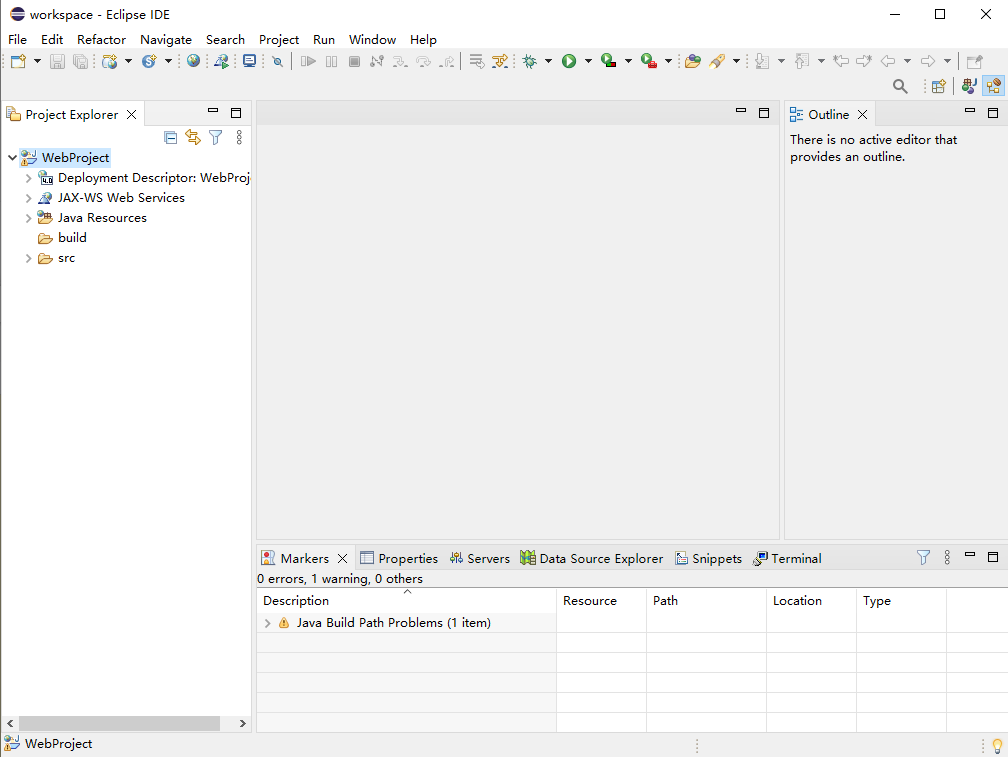 workspace - Eclipse IDE
File Edit Refactor Navigate Search Project Run Window Help
Project Explorer
WebProject
Deployment Descriptor: WebProj
JAX-WS Web Services
Java Resources
build
src
Outline
There is no active editor that
provides an outline.
Markers Properties Servers Data Source Explorer Snippets Terminal
0 errors, 1 warning, 0 others
Description Resource Path Location Type
Java Build Path Problems (1 item)
WebProject